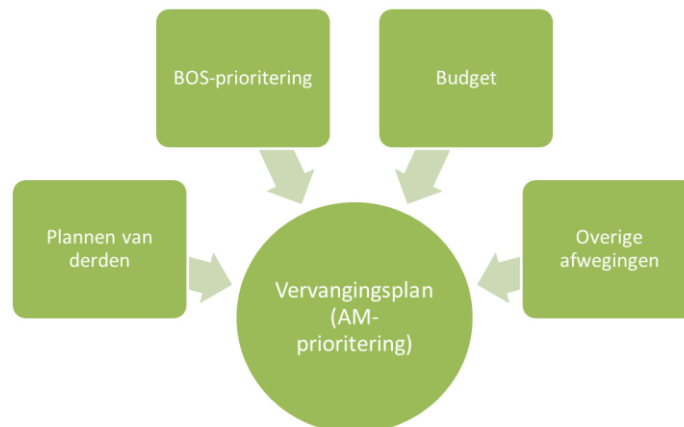 BOS-prioritering
Budget
Plannen van
derden
Overige
afwegingen
Vervangingsplan
(AM-
prioritering)